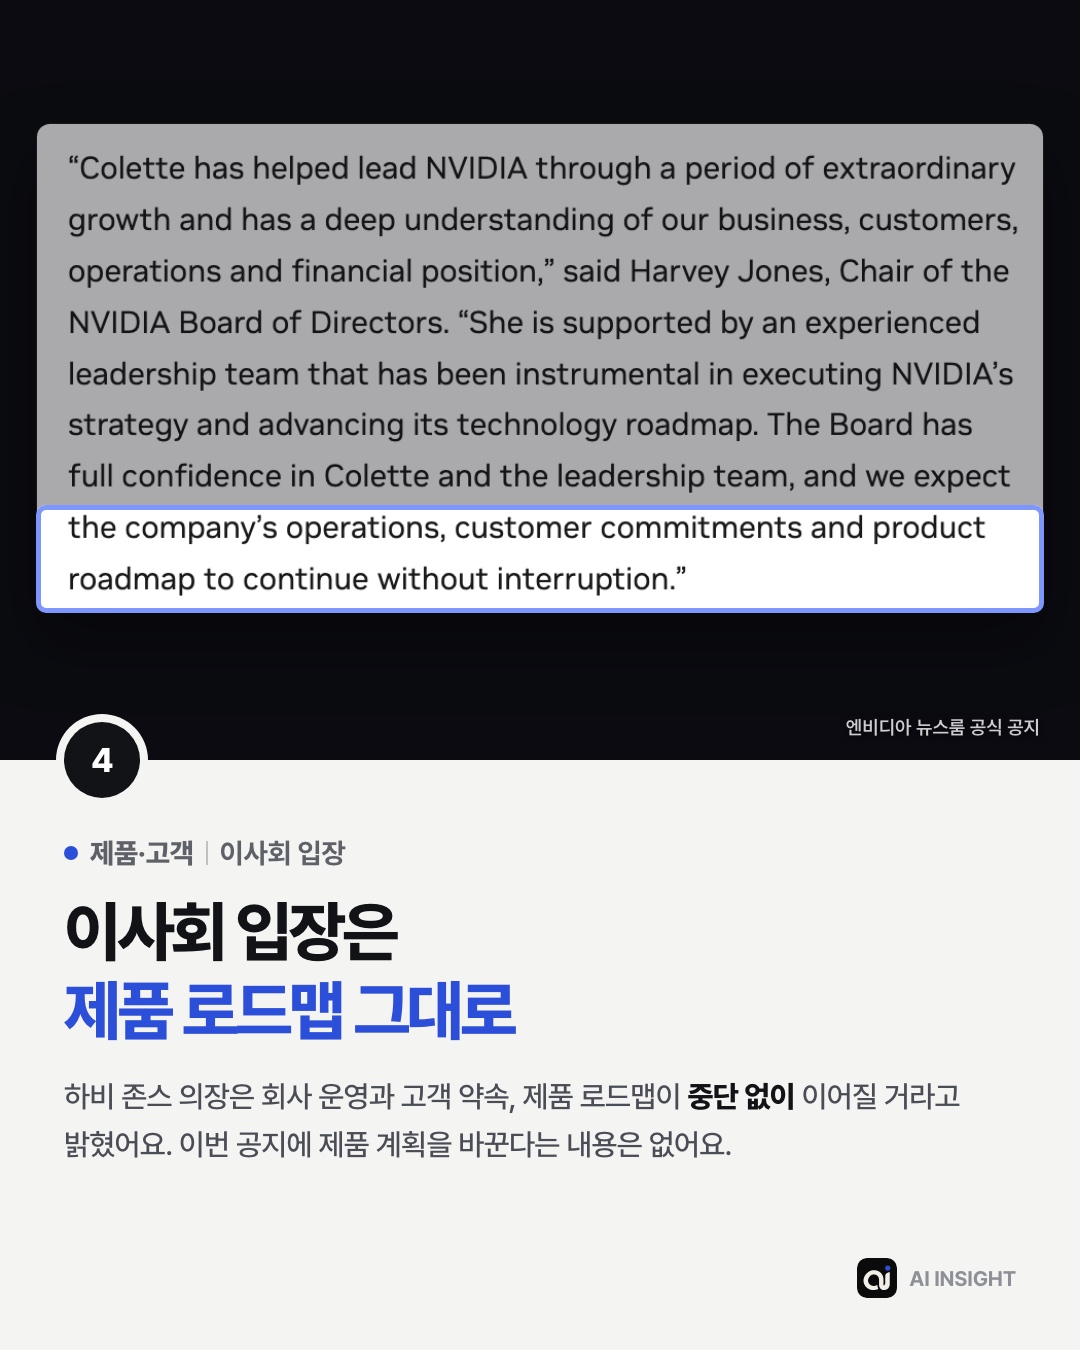 “Colette has helped lead NVIDIA through a period of extraordinary
growth and has a deep understanding of our business, customers,
operations and financial position,” said Harvey Jones, Chair of the
NVIDIA Board of Directors. “She is supported by an experienced
leadership team that has been instrumental in executing NVIDIA’s
strategy and advancing its technology roadmap. The Board has
full confidence in Colette and the leadership team, and we expect
the company’s operations, customer commitments and product
roadmap to continue without interruption.”
엔비디아 뉴스룸 공식 공지
4
제품·고객 | 이사회 입장
이사회 입장은
제품 로드맵 그대로
하비 존스 의장은 회사 운영과 고객 약속, 제품 로드맵이 중단 없이 이어질 거라고
밝혔어요. 이번 공지에 제품 계획을 바꾼다는 내용은 없어요.
ai AI INSIGHT